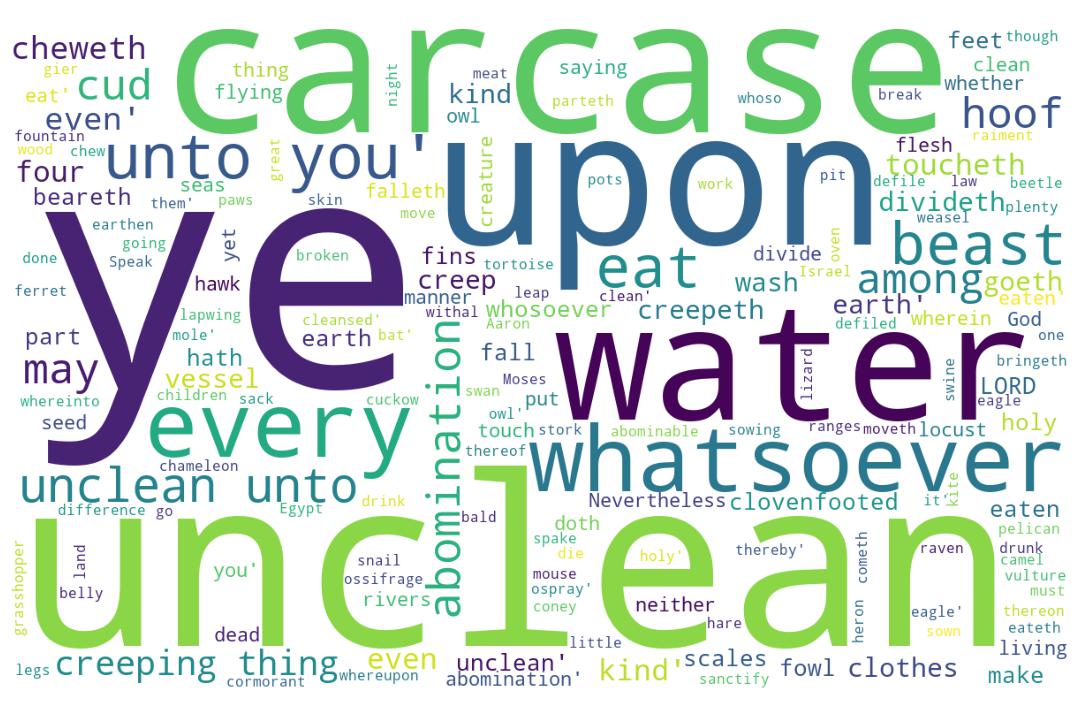 cheweth
carcase
feet
though
gier
cud
thing
flying
night
meat
kind
saying
parteth
whoso
break
clean
whether
eat'
even'
owl
hoof
fountain
wood
chew
unto you'
great
upon
creature
flesh
raiment
four
toucheth
beareth
seas
paws
them'
skin
falleth
move
pots
work
pit
defile
law
beetle
divideth
plenty
weasel
ye
earthen
going
Speak
yet
done
broken
fins
creep
tortoise
eat
divide
oven
beast
Israel
wash
among
goeth
ferret
hawk
manner
leap
clean'
withal
whosoever
creepeth
earth'
eaten'
defiled
wherein
God
one
lapwing
mole'
cleansed'
earth
bat'
Aaron
part
may
hath
vessel
children
sack
cuckow
abomination
fall
Moses
swan
put
owl'
water
lizard
swine
bringeth
LORD
eagle
whereinto
seed
every
touch
stork
abominable
sowing
ranges
moveth
locust
holy
thereof
whatsoever
chameleon
unclean unto
difference
go
Egypt
drink
Nevertheless
clovenfooted
it'
kite
eaten
bald
unclean
doth
spake
die
holy'
thereby'
cometh
raven
pelican
drunk
camel
vulture
must
grasshopper
land
belly
you'
snail
ossifrage
rivers
mouse
ospray'
coney
neither
hare
heron
eagle'
sown
thereon
eateth
living
dead
little
legs
creeping thing
cormorant
whereupon
even
unclean'
abomination'
kind'
scales
sanctify
fowl
clothes
make